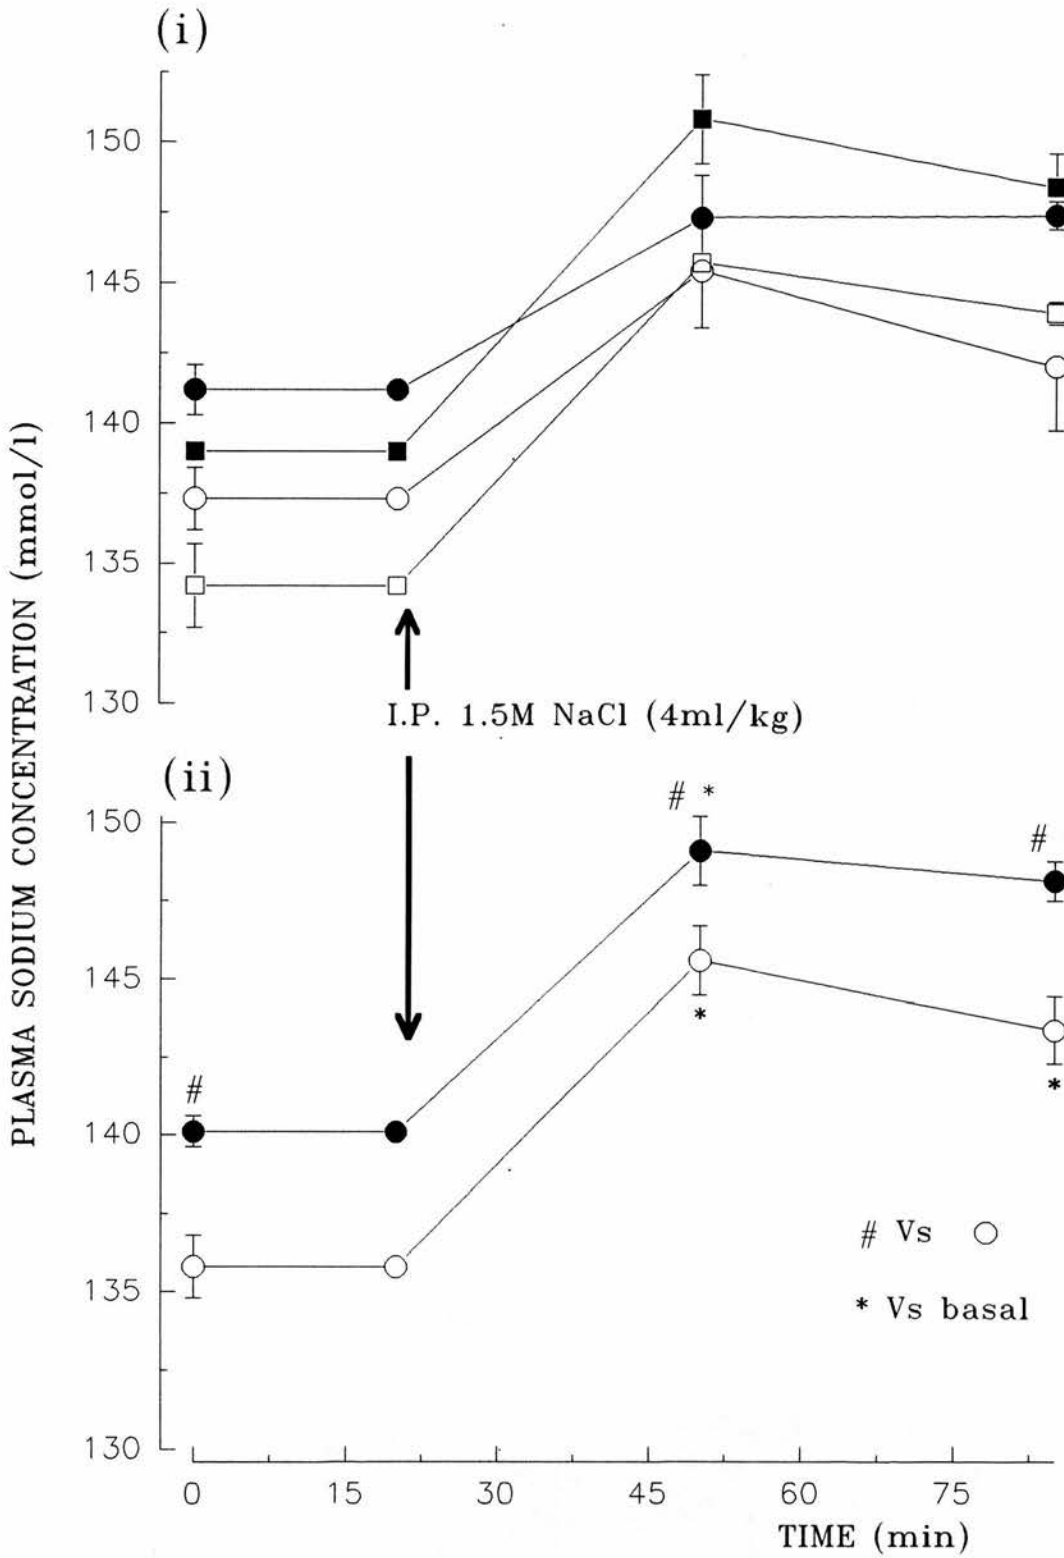 (i)
150
145
140
135
130
PLASMA SODIUM CONCENTRATION (mmol/l)
I.P. 1.5M NaCl (4ml/kg)
(ii)
# *
#
150
145
*
*
#
140
135
130
# Vs ○
* Vs basal
0 15 30 45 60 75
TIME (min)